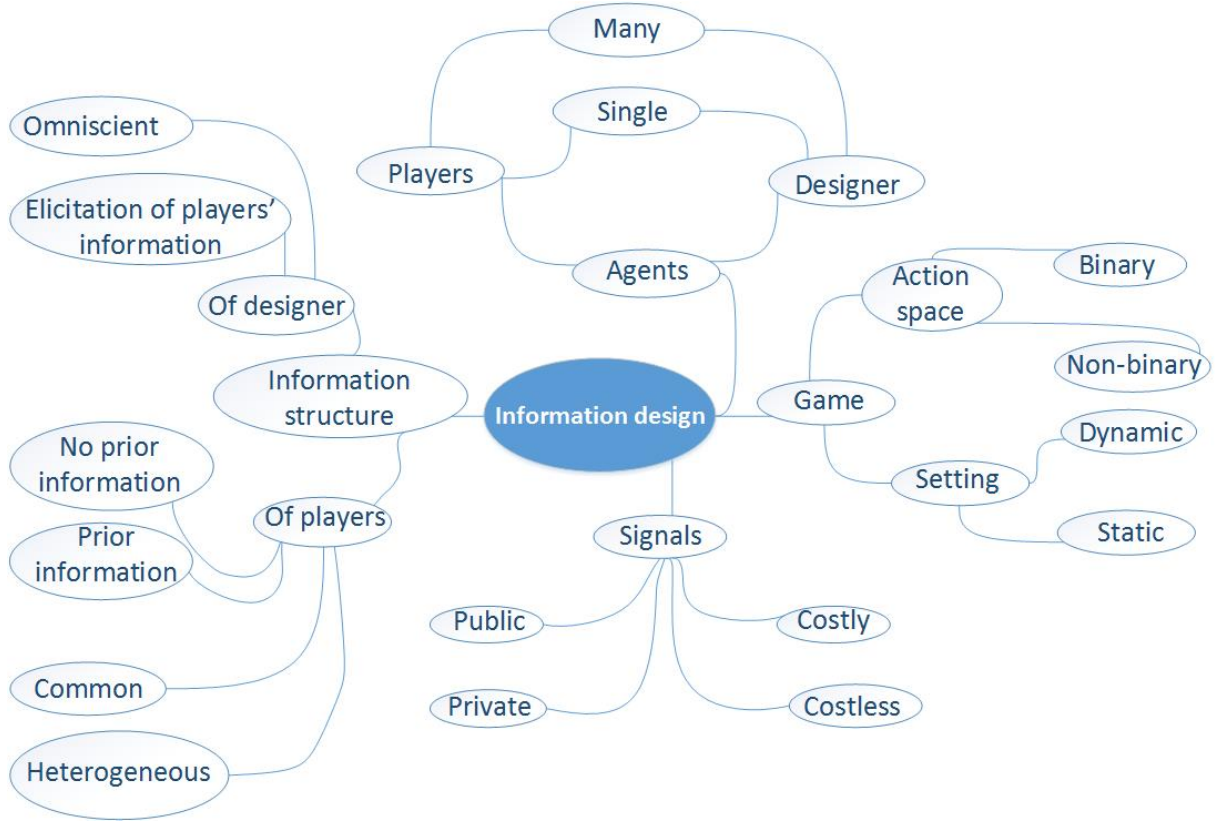 Many
Single
Omniscient
Players
Designer
Elicitation of players’
information
Agents
Binary
Action
space
Of designer
Non-binary
Information
structure
Game
Information design
Dynamic
No prior
information
Setting
Of players
Signals
Static
Prior
information
Public
Costly
Common
Private
Costless
Heterogeneous